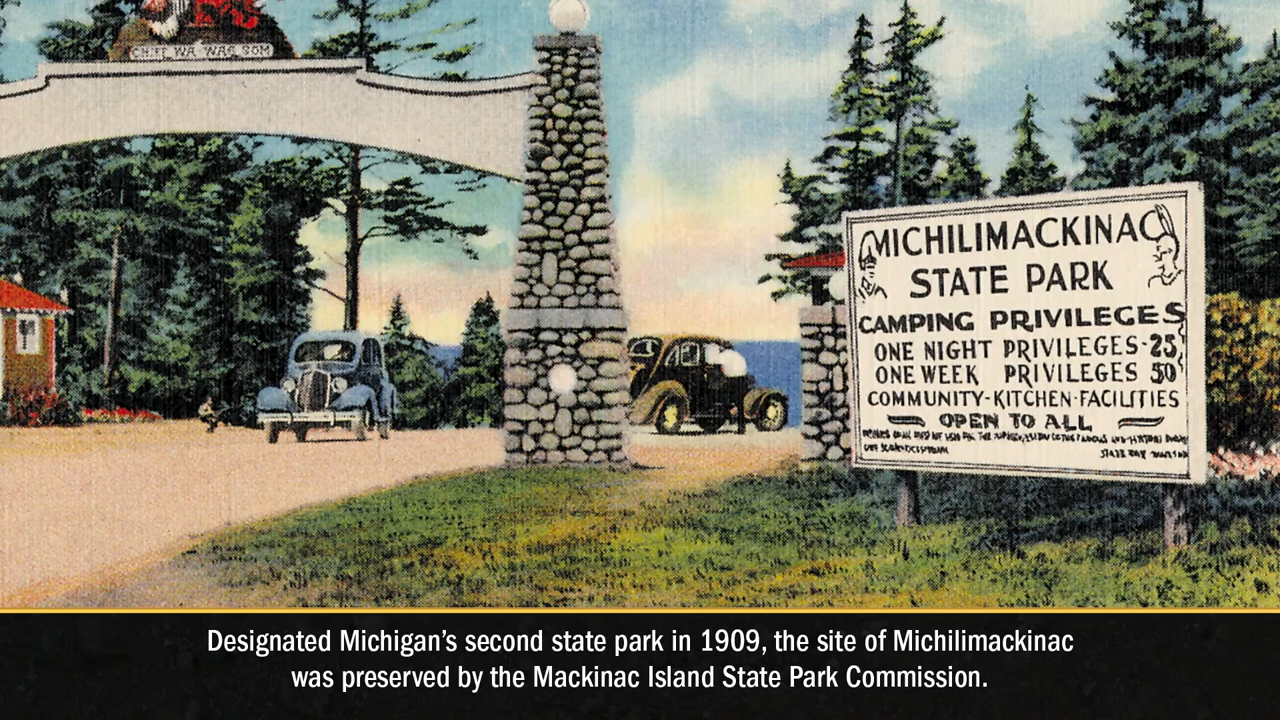 CHIEF WA WAS SOM
MICHILIMACKINAC
STATE PARK
CAMPING PRIVILEGES
ONE NIGHT PRIVILEGES - 25
ONE WEEK PRIVILEGES 50
COMMUNITY-KITCHEN-FACILITIES
OPEN TO ALL
Designated Michigan’s second state park in 1909, the site of Michilimackinac
was preserved by the Mackinac Island State Park Commission.